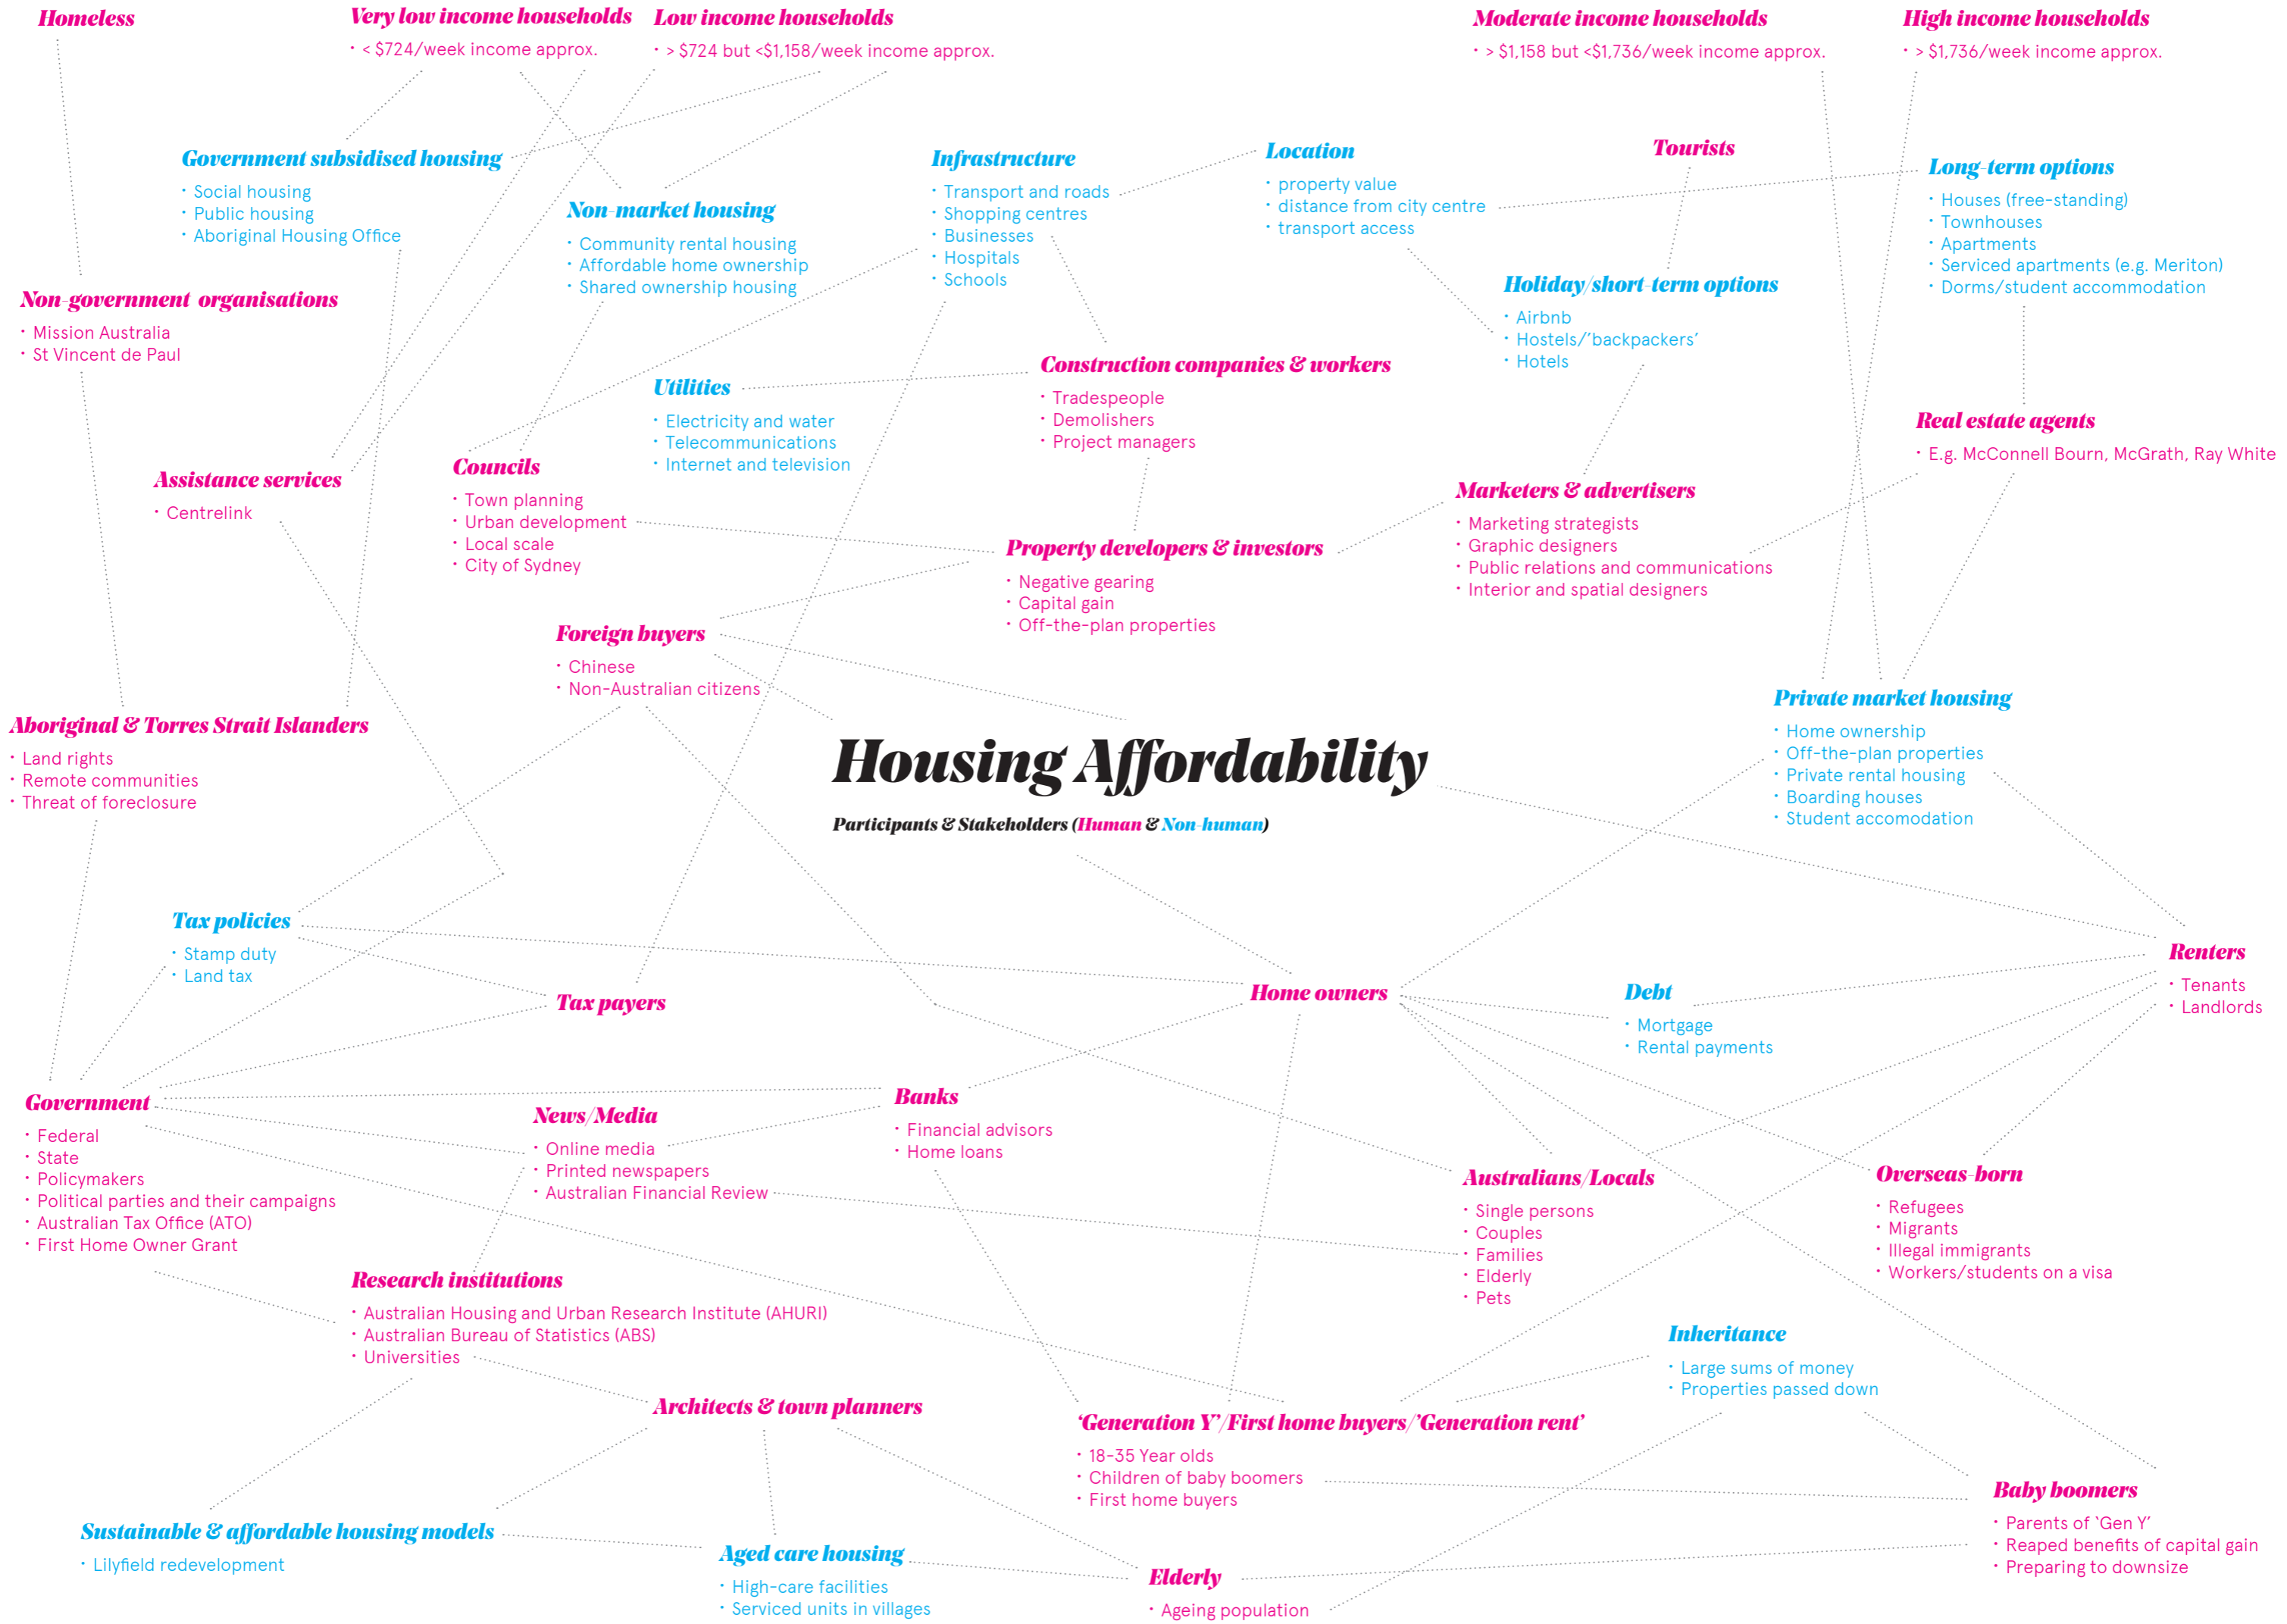 Homeless
Very low income households
• < $724/week income approx.
Low income households
• > $724 but <$1,158/week income approx.
Moderate income households
• > $1,158 but <$1,736/week income approx.
High income households
• > $1,736/week income approx.
Government subsidised housing
• Social housing
• Public housing
• Aboriginal Housing Office
Non-market housing
• Community rental housing
• Affordable home ownership
• Shared ownership housing
Infrastructure
• Transport and roads
• Shopping centres
• Businesses
• Hospitals
• Schools
Location
• property value
• distance from city centre
• transport access
Tourists
Long-term options
• Houses (free-standing)
• Townhouses
• Apartments
• Serviced apartments (e.g. Meriton)
• Dorms/student accommodation
Holiday/short-term options
• Airbnb
• Hostels/’backpackers’
• Hotels
Non-government organisations
• Mission Australia
• St Vincent de Paul
Utilities
• Electricity and water
• Telecommunications
• Internet and television
Construction companies & workers
• Tradespeople
• Demolishers
• Project managers
Real estate agents
• E.g. McConnell Bourn, McGrath, Ray White
Assistance services
• Centrelink
Councils
• Town planning
• Urban development
• Local scale
• City of Sydney
Marketers & advertisers
• Marketing strategists
• Graphic designers
• Public relations and communications
• Interior and spatial designers
Property developers & investors
• Negative gearing
• Capital gain
• Off-the-plan properties
Foreign buyers
• Chinese
• Non-Australian citizens
Aboriginal & Torres Strait Islanders
• Land rights
• Remote communities
• Threat of foreclosure
Housing Affordability
Participants & Stakeholders (Human & Non-human)
Private market housing
• Home ownership
• Off-the-plan properties
• Private rental housing
• Boarding houses
• Student accomodation
Tax policies
• Stamp duty
• Land tax
Tax payers
Home owners
Debt
• Mortgage
• Rental payments
Renters
• Tenants
• Landlords
Government
• Federal
• State
• Policymakers
• Political parties and their campaigns
• Australian Tax Office (ATO)
• First Home Owner Grant
News/Media
• Online media
• Printed newspapers
• Australian Financial Review
Banks
• Financial advisors
• Home loans
Australians/Locals
• Single persons
• Couples
• Families
• Elderly
• Pets
Overseas-born
• Refugees
• Migrants
• Illegal immigrants
• Workers/students on a visa
Research institutions
• Australian Housing and Urban Research Institute (AHURI)
• Australian Bureau of Statistics (ABS)
• Universities
Inheritance
• Large sums of money
• Properties passed down
Architects & town planners
‘Generation Y’/First home buyers/’Generation rent’
• 18-35 Year olds
• Children of baby boomers
• First home buyers
Baby boomers
• Parents of ‘Gen Y’
• Reaped benefits of capital gain
• Preparing to downsize
Sustainable & affordable housing models
• Lilyfield redevelopment
Aged care housing
• High-care facilities
• Serviced units in villages
Elderly
• Ageing population